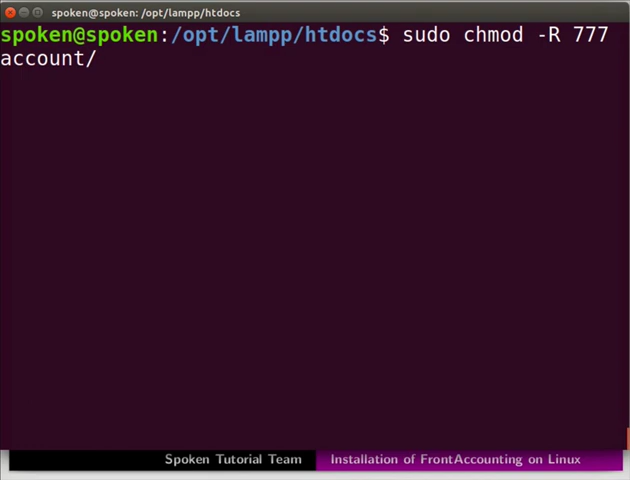 spoken@spoken: /opt/lampp/htdocs
spoken@spoken:/opt/lampp/htdocs$ sudo chmod -R 777
account/
Spoken Tutorial Team
Installation of FrontAccounting on Linux